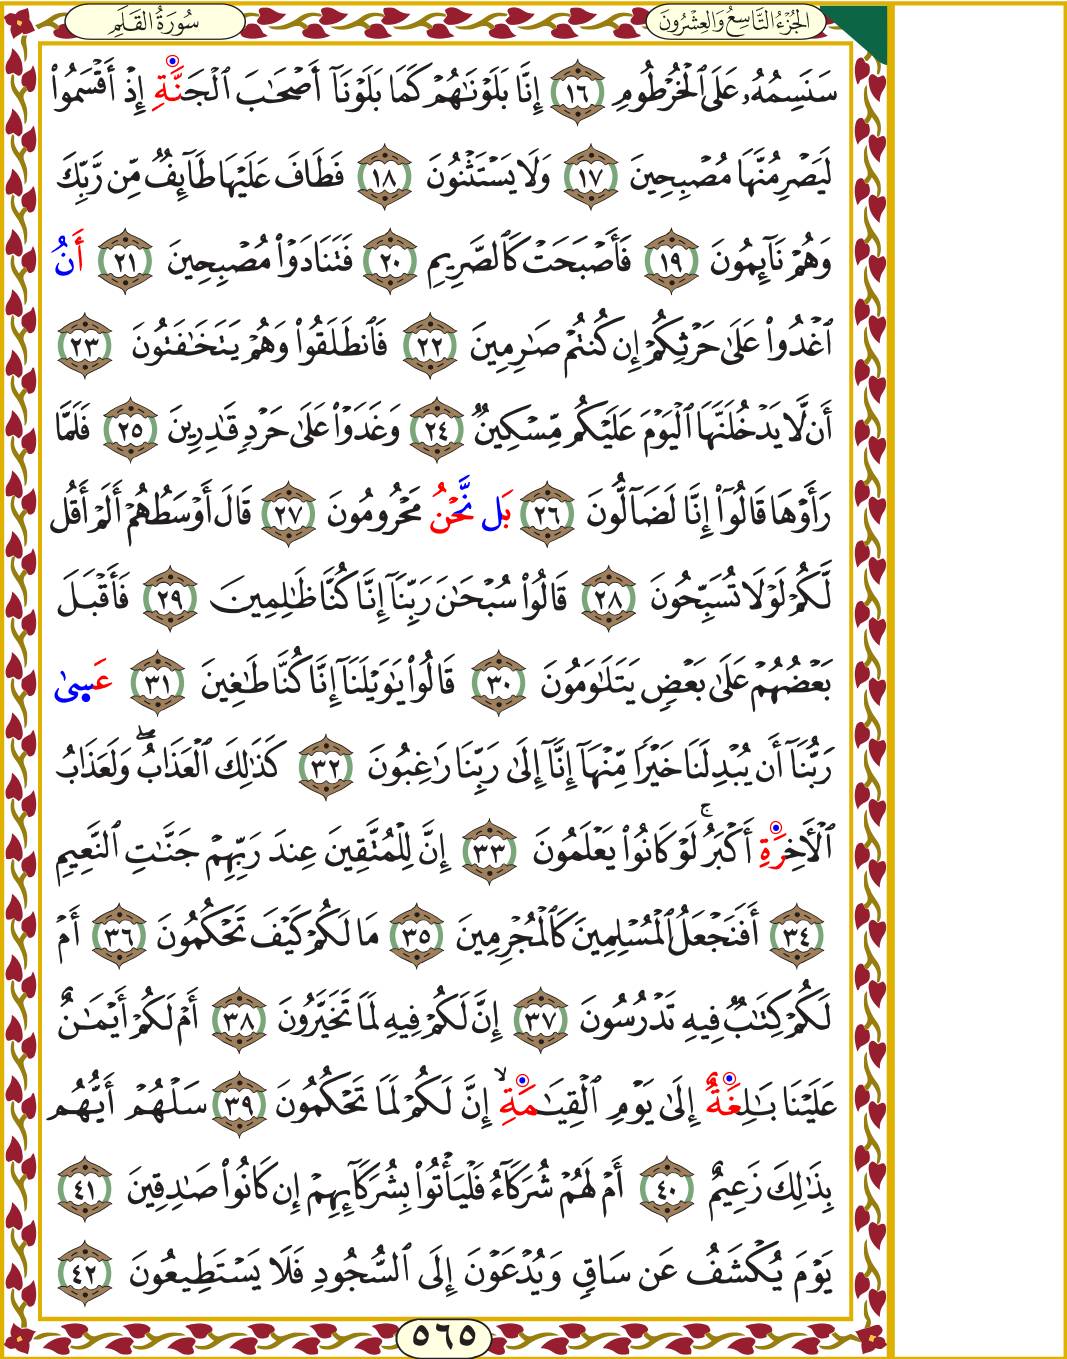 الجُزْءُ التَّاسِعُ وَالعِشْرُونَ
سُورَةُ القَلَمِ
سَنَسِمُهُۥ عَلَى ٱلْخُرْطُومِ ١٦ إِنَّا بَلَوْنَٰهُمْ كَمَا بَلَوْنَآ أَصْحَٰبَ ٱلْجَنَّةِ إِذْ أَقْسَمُوا۟
لَيَصْرِمُنَّهَا مُصْبِحِينَ ١٧ وَلَا يَسْتَثْنُونَ ١٨ فَطَافَ عَلَيْهَا طَآئِفٌ مِّن رَّبِّكَ
وَهُمْ نَآئِمُونَ ١٩ فَأَصْبَحَتْ كَٱلصَّرِيمِ ٢٠ فَتَنَادَوْا۟ مُصْبِحِينَ ٢١ أَنُ
ٱغْدُوا۟ عَلَىٰ حَرْثِكُمْ إِن كُنتُمْ صَٰرِمِينَ ٢٢ فَٱنطَلَقُوا۟ وَهُمْ يَتَخَٰفَتُونَ ٢٣
أَن لَّا يَدْخُلَنَّهَا ٱلْيَوْمَ عَلَيْكُم مِّسْكِينٌ ٢٤ وَغَدَوْا۟ عَلَىٰ حَرْدٍ قَٰدِرِينَ ٢٥ فَلَمَّا
رَأَوْهَا قَالُوٓا۟ إِنَّا لَضَآلُّونَ ٢٦ بَل نَّحْنُ مَحْرُومُونَ ٢٧ قَالَ أَوْسَطُهُمْ أَلَمْ أَقُل
لَّكُمْ لَوْلَا تُسَبِّحُونَ ٢٨ قَالُوا۟ سُبْحَٰنَ رَبِّنَآ إِنَّا كُنَّا ظَٰلِمِينَ ٢٩ فَأَقْبَلَ
بَعْضُهُمْ عَلَىٰ بَعْضٍ يَتَلَٰوَمُونَ ٣٠ قَالُوا۟ يَٰوَيْلَنَآ إِنَّا كُنَّا طَٰغِينَ ٣١ عَسىٰ
رَبُّنَآ أَن يُبْدِلَنَا خَيْرًا مِّنْهَآ إِنَّآ إِلَىٰ رَبِّنَا رَٰغِبُونَ ٣٢ كَذَٰلِكَ ٱلْعَذَابُ ۖ وَلَعَذَابُ
ٱلْأَخِرَةِ أَكْبَرُ ۚ لَوْ كَانُوا۟ يَعْلَمُونَ ٣٣ إِنَّ لِلْمُتَّقِينَ عِندَ رَبِّهِمْ جَنَّٰتِ ٱلنَّعِيمِ
٣٤ أَفَنَجْعَلُ ٱلْمُسْلِمِينَ كَٱلْمُجْرِمِينَ ٣٥ مَا لَكُمْ كَيْفَ تَحْكُمُونَ ٣٦ أَمْ
لَكُمْ كِتَٰبٌ فِيهِ تَدْرُسُونَ ٣٧ إِنَّ لَكُمْ فِيهِ لَمَا تَخَيَّرُونَ ٣٨ أَمْ لَكُمْ أَيْمَٰنٌ
عَلَيْنَا بَٰلِغَةٌ إِلَىٰ يَوْمِ ٱلْقِيَٰمَةِ ۙ إِنَّ لَكُمْ لَمَا تَحْكُمُونَ ٣٩ سَلْهُمْ أَيُّهُم
بِذَٰلِكَ زَعِيمٌ ٤٠ أَمْ لَهُمْ شُرَكَآءُ فَلْيَأْتُوا۟ بِشُرَكَآئِهِمْ إِن كَانُوا۟ صَٰدِقِينَ ٤١
يَوْمَ يُكْشَفُ عَن سَاقٍ وَيُدْعَوْنَ إِلَى ٱلسُّجُودِ فَلَا يَسْتَطِيعُونَ ٤٢
٥٦٥